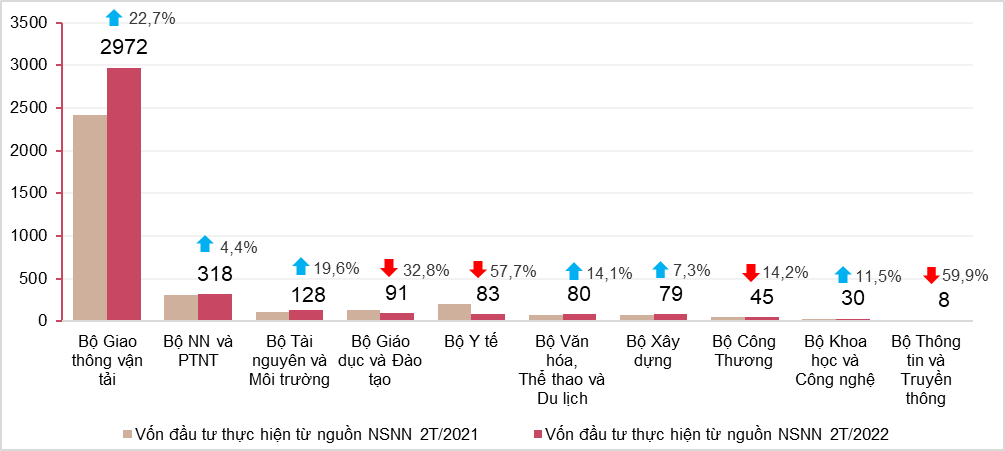 3500
3000
2500
2000
1500
1000
500
0
22,7%
2972
4,4%
318
19,6%
128
32,8%
91
57,7%
83
14,1%
80
7,3%
79
14,2%
45
11,5%
30
59,9%
8
Bộ Giao
thông vận
tải
Bộ NN và
PTNT
Bộ Tài
nguyên và
Môi trường
Bộ Giáo
dục và Đào
tạo
Bộ Y tế
Bộ Văn
hóa,
Thể thao và
Du lịch
Bộ Xây
dựng
Bộ Công
Thương
Bộ Khoa
học và
Công nghệ
Bộ Thông
tin và
Truyền
thông
Vốn đầu tư thực hiện từ nguồn NSNN 2T/2021
Vốn đầu tư thực hiện từ nguồn NSNN 2T/2022